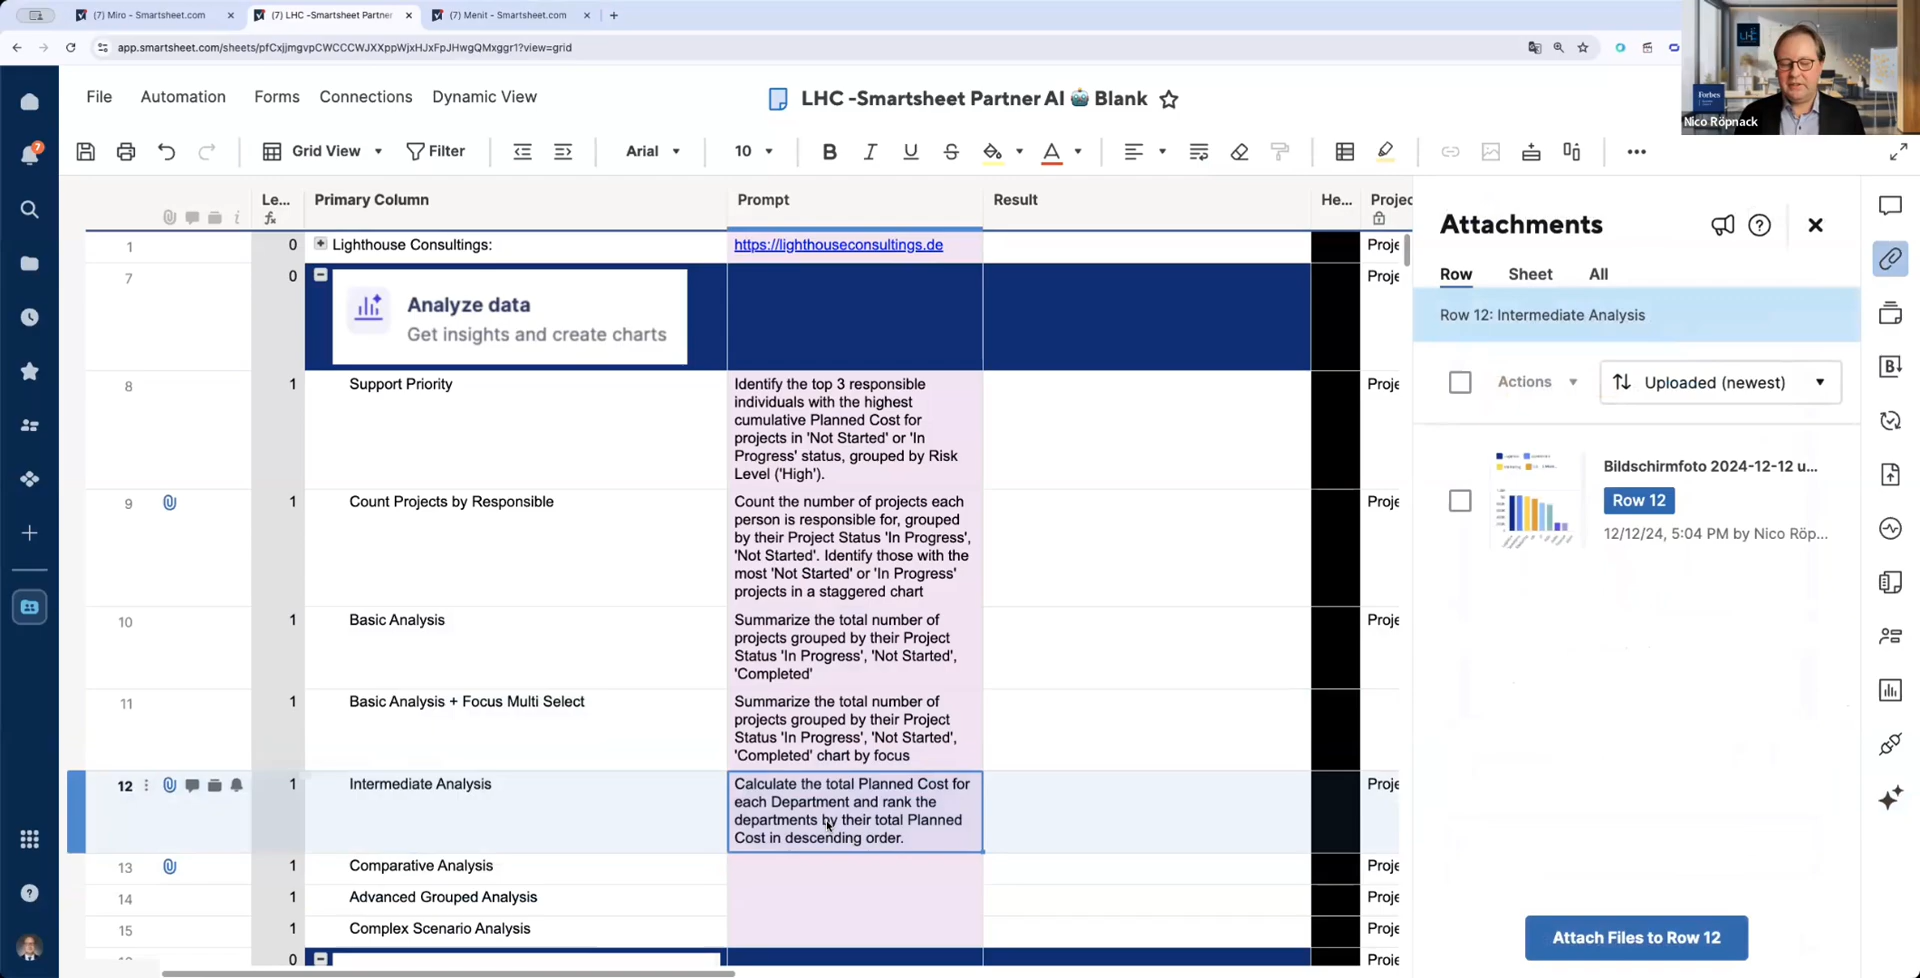 (7) Miro - Smartsheet.com
(7) LHC -Smartsheet Partner
(7) Menit - Smartsheet.com
app.smartsheet.com/sheets/pfCxjjmgvpCWCCCWJXXppWjxHJxFpJHwgQMxggr1?view=grid
LHC
Forbes
Nico Röpnack
LHC -Smartsheet Partner AI 🤖 Blank
File Automation Forms Connections Dynamic View
Grid View Filter Arial 10 B I U S A
7
Le... Primary Column Prompt Result He... Projec
fx
1 0 Lighthouse Consultings: https://lighthouseconsultings.de Proje
7 0 Proje
Analyze data
Get insights and create charts
8 1 Support Priority Proje
Identify the top 3 responsible
individuals with the highest
cumulative Planned Cost for
projects in 'Not Started' or 'In
Progress' status, grouped by Risk
Level ('High').
9 1 Count Projects by Responsible Proje
Count the number of projects each
person is responsible for, grouped
by their Project Status 'In Progress',
'Not Started'. Identify those with the
most 'Not Started' or 'In Progress'
projects in a staggered chart
10 1 Basic Analysis Proje
Summarize the total number of
projects grouped by their Project
Status 'In Progress', 'Not Started',
'Completed'
11 1 Basic Analysis + Focus Multi Select Proje
Summarize the total number of
projects grouped by their Project
Status 'In Progress', 'Not Started',
'Completed' chart by focus
12 1 Intermediate Analysis Proje
Calculate the total Planned Cost for
each Department and rank the
departments by their total Planned
Cost in descending order.
13 1 Comparative Analysis Proje
14 1 Advanced Grouped Analysis Proje
15 1 Complex Scenario Analysis Proje
0 Proje
Attachments
Row Sheet All
Row 12: Intermediate Analysis
Actions Uploaded (newest)
Bildschirmfoto 2024-12-12 u...
Row 12
12/12/24, 5:04 PM by Nico Röp...
Attach Files to Row 12